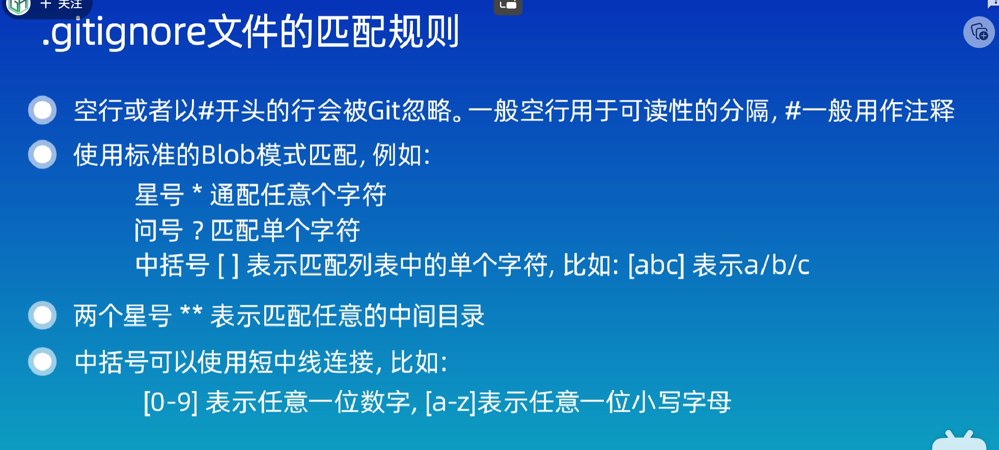 + 关注
.gitignore文件的匹配规则
空行或者以#开头的行会被Git忽略。一般空行用于可读性的分隔, #一般用作注释
使用标准的Blob模式匹配, 例如:
星号 * 通配任意个字符
问号 ? 匹配单个字符
中括号 [ ] 表示匹配列表中的单个字符, 比如: [abc] 表示a/b/c
两个星号 ** 表示匹配任意的中间目录
中括号可以使用短中线连接, 比如:
[0-9] 表示任意一位数字, [a-z]表示任意一位小写字母